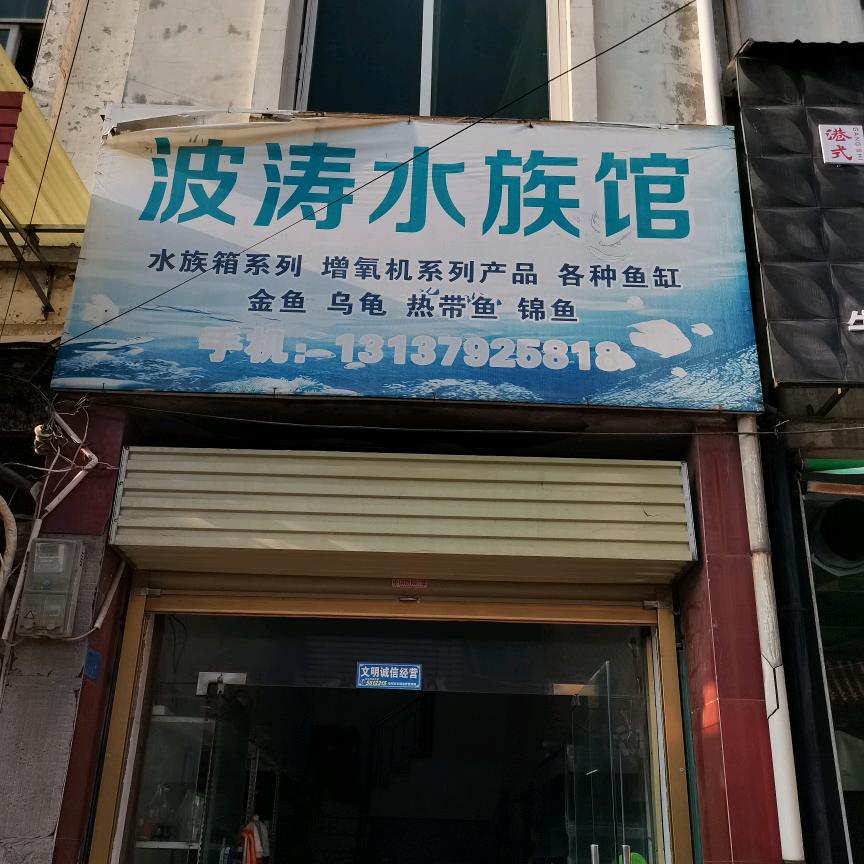 波涛水族馆
水族箱系列 增氧机系列产品 各种鱼缸
金鱼 乌龟 热带鱼 锦鱼
手机：13137925818
港式
文明诚信经营